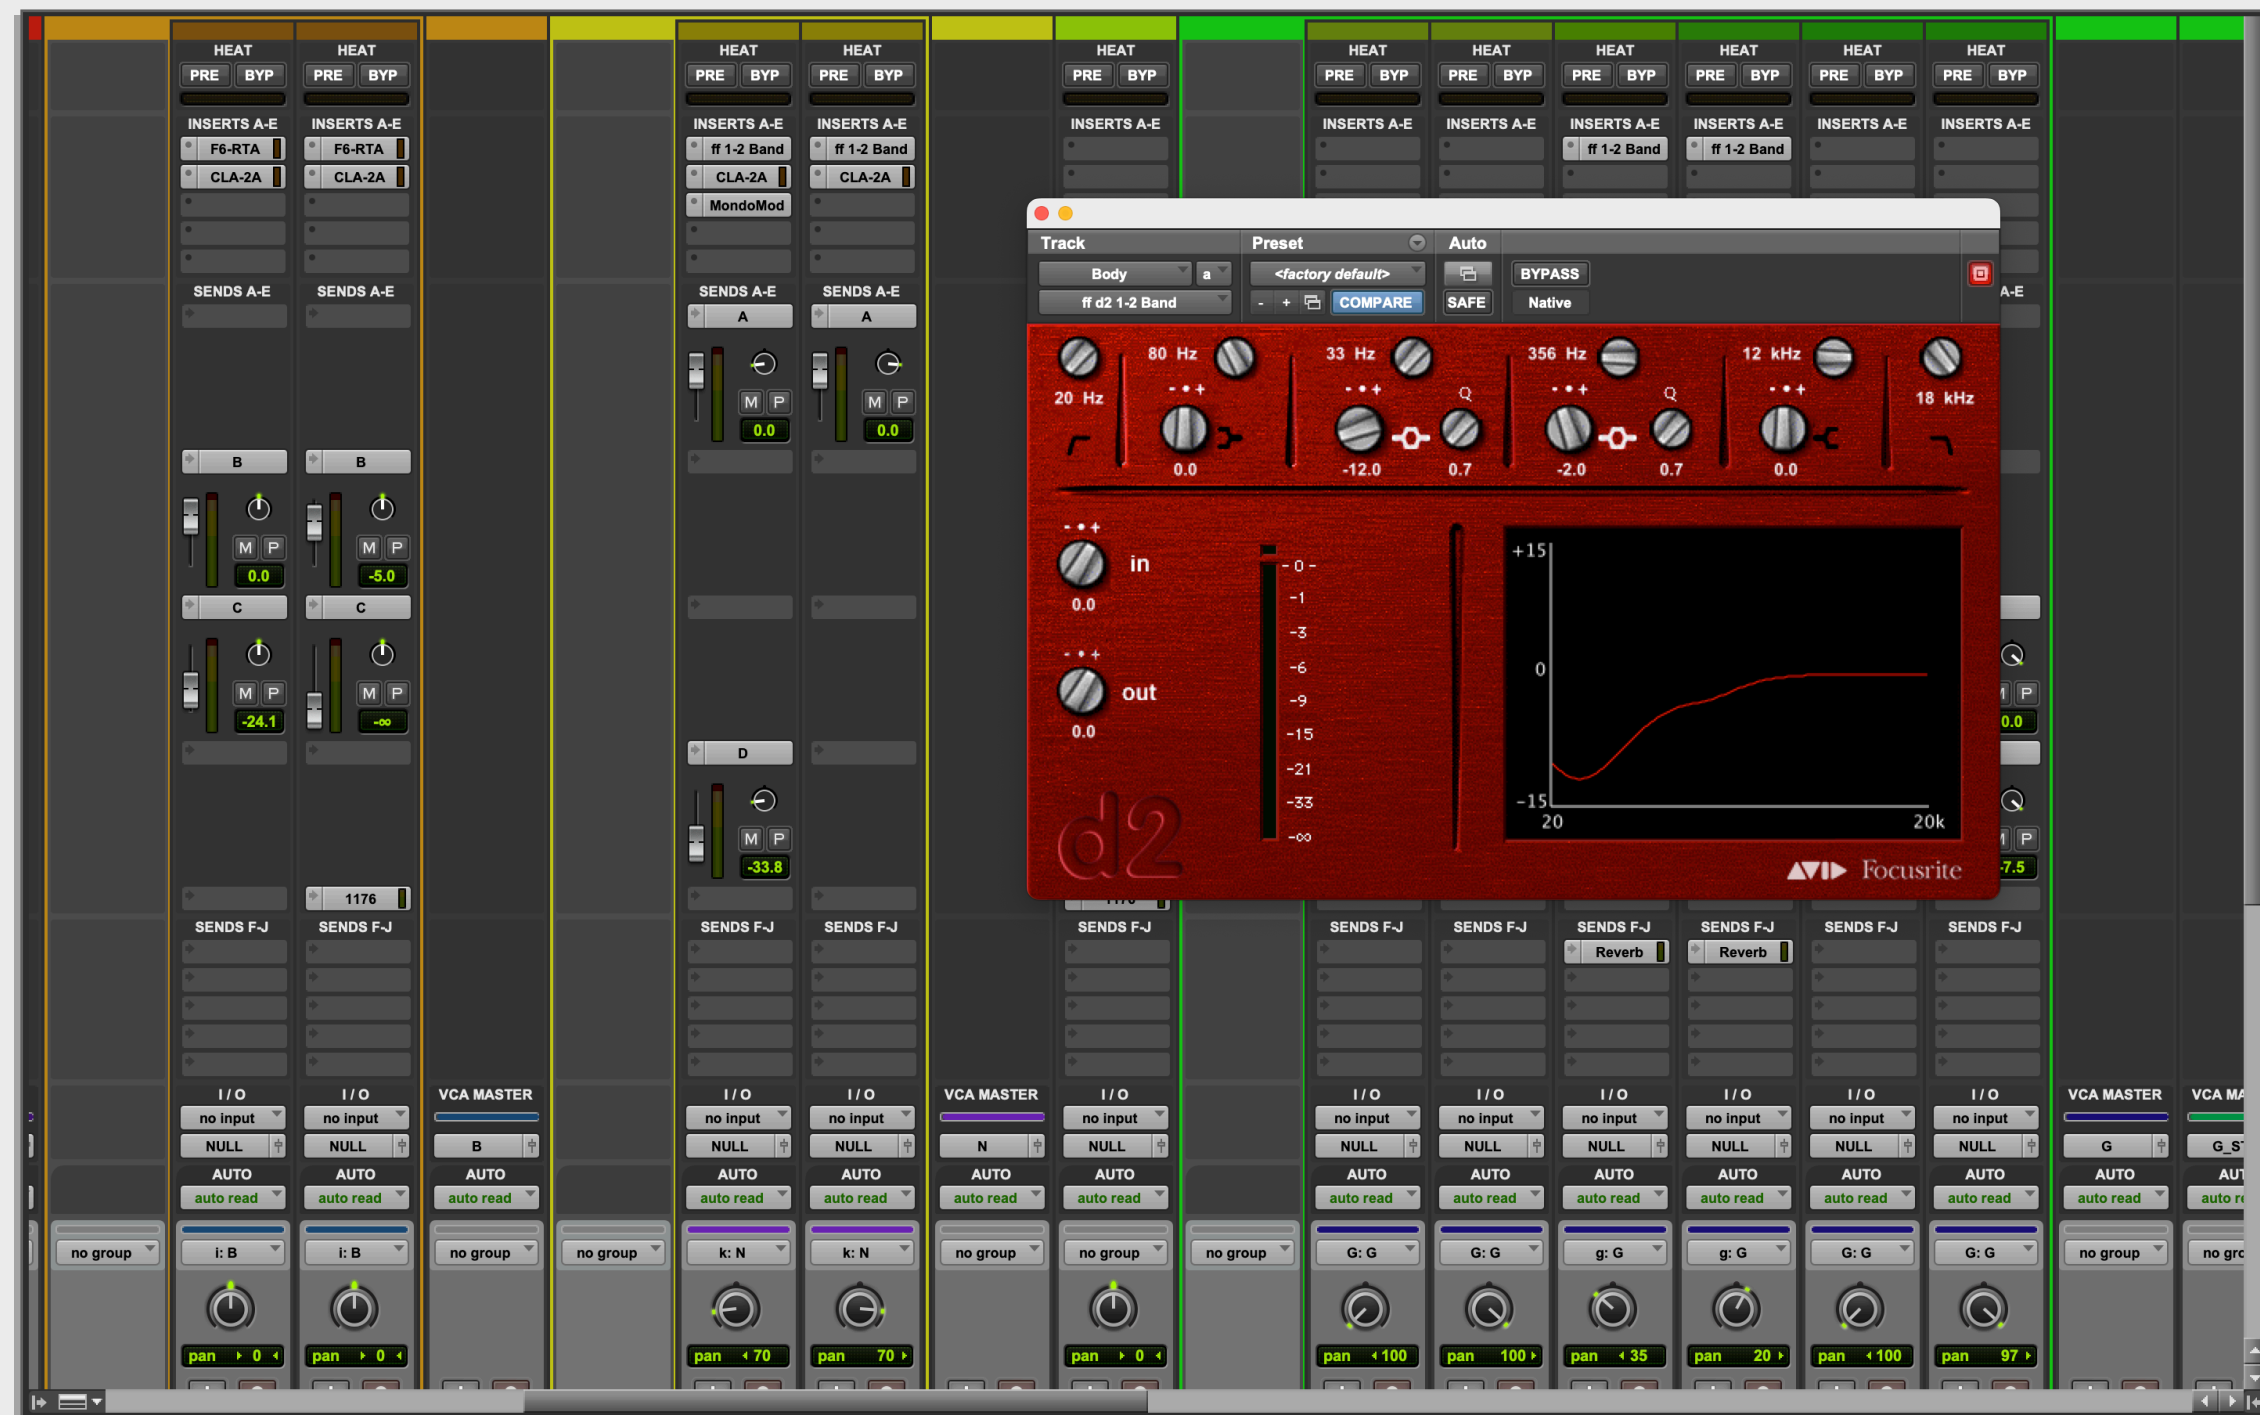 HEAT HEAT HEAT HEAT HEAT HEAT HEAT HEAT HEAT HEAT HEAT
PRE BYP PRE BYP PRE BYP PRE BYP PRE BYP PRE BYP PRE BYP PRE BYP PRE BYP PRE BYP PRE BYP
INSERTS A-E INSERTS A-E INSERTS A-E INSERTS A-E INSERTS A-E INSERTS A-E INSERTS A-E INSERTS A-E INSERTS A-E INSERTS A-E INSERTS A-E
F6-RTA F6-RTA ff 1-2 Band ff 1-2 Band ff 1-2 Band ff 1-2 Band
CLA-2A CLA-2A CLA-2A CLA-2A
MondoMod
SENDS A-E SENDS A-E SENDS A-E SENDS A-E A-E
A A
M P M P
0.0 0.0
B B
M P M P
0.0 -5.0
C C
M P M P P
-24.1 -∞ 0.0
D
M P P
-33.8 -7.5
1176
Track Preset Auto
Body a <factory default> BYPASS
ff d2 1-2 Band - + COMPARE SAFE Native
80 Hz 33 Hz 356 Hz 12 kHz
20 Hz - • + - • + Q - • + Q - • + 18 kHz
0.0 -12.0 0.7 -2.0 0.7 0.0
- • +
in
0.0
- • +
out
0.0
-0-
-1
-3
-6
-9
-15
-21
-33
-∞
+15
0
-15
20 20k
d2
AVID Focusrite
SENDS F-J SENDS F-J SENDS F-J SENDS F-J SENDS F-J SENDS F-J SENDS F-J SENDS F-J SENDS F-J SENDS F-J SENDS F-J
Reverb Reverb
I / O I / O VCA MASTER I / O I / O VCA MASTER I / O I / O I / O I / O I / O I / O I / O VCA MASTER VCA MA
no input no input no input no input no input no input no input no input no input no input no input
NULL NULL B NULL NULL N NULL NULL NULL NULL NULL NULL NULL G G_S
AUTO AUTO AUTO AUTO AUTO AUTO AUTO AUTO AUTO AUTO AUTO AUTO AUTO AUTO AU
auto read auto read auto read auto read auto read auto read auto read auto read auto read auto read auto read auto read auto read auto read auto r
no group i: B i: B no group no group k: N k: N no group no group no group G: G G: G g: G g: G G: G G: G no group no gro
pan 0 pan 0 pan 70 pan 70 pan 0 pan 100 pan 100 pan 35 pan 20 pan 100 pan 97